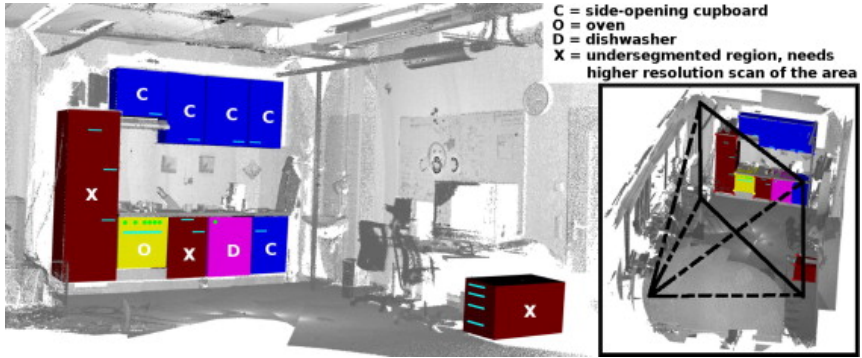 C = side-opening cupboard
O = oven
D = dishwasher
X = undersegmented region, needs
higher resolution scan of the area
C
C
C
C
X
O
X
D
C
X